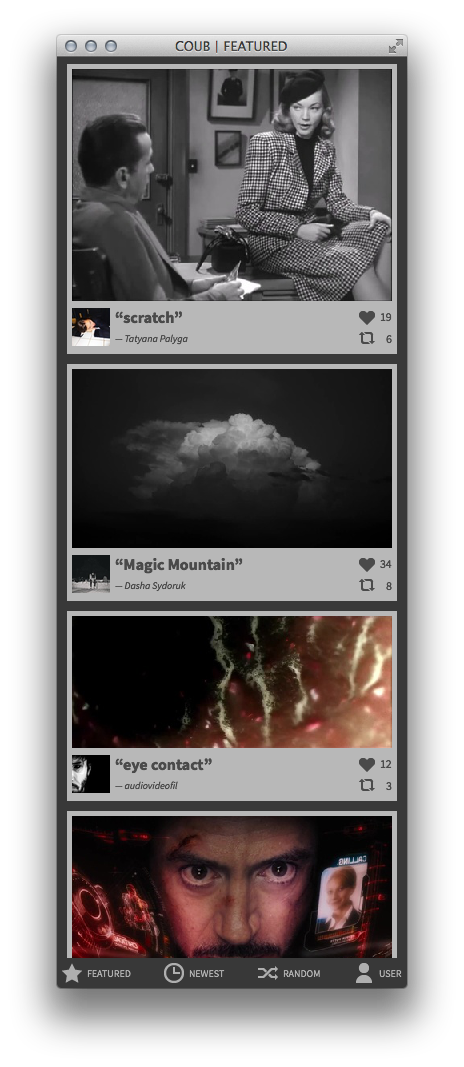 COUB | FEATURED
“scratch”
19
— Tatyana Palyga
6
“Magic Mountain”
34
— Dasha Sydoruk
8
“eye contact”
12
— audiovideofil
3
CALLING
FEATURED NEWEST RANDOM USER